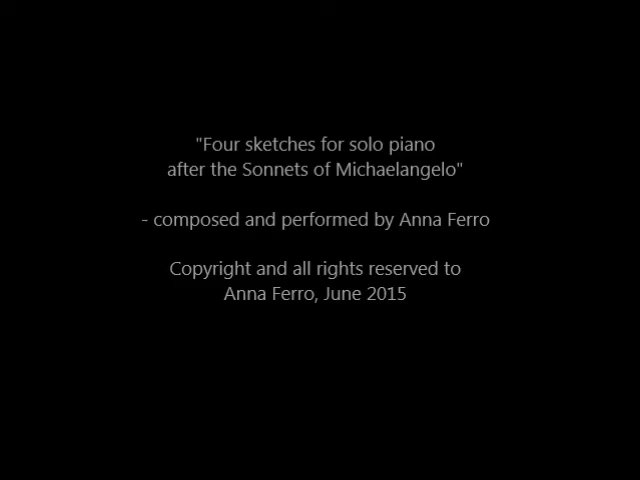 "Four sketches for solo piano
after the Sonnets of Michaelangelo"
- composed and performed by Anna Ferro
Copyright and all rights reserved to
Anna Ferro, June 2015